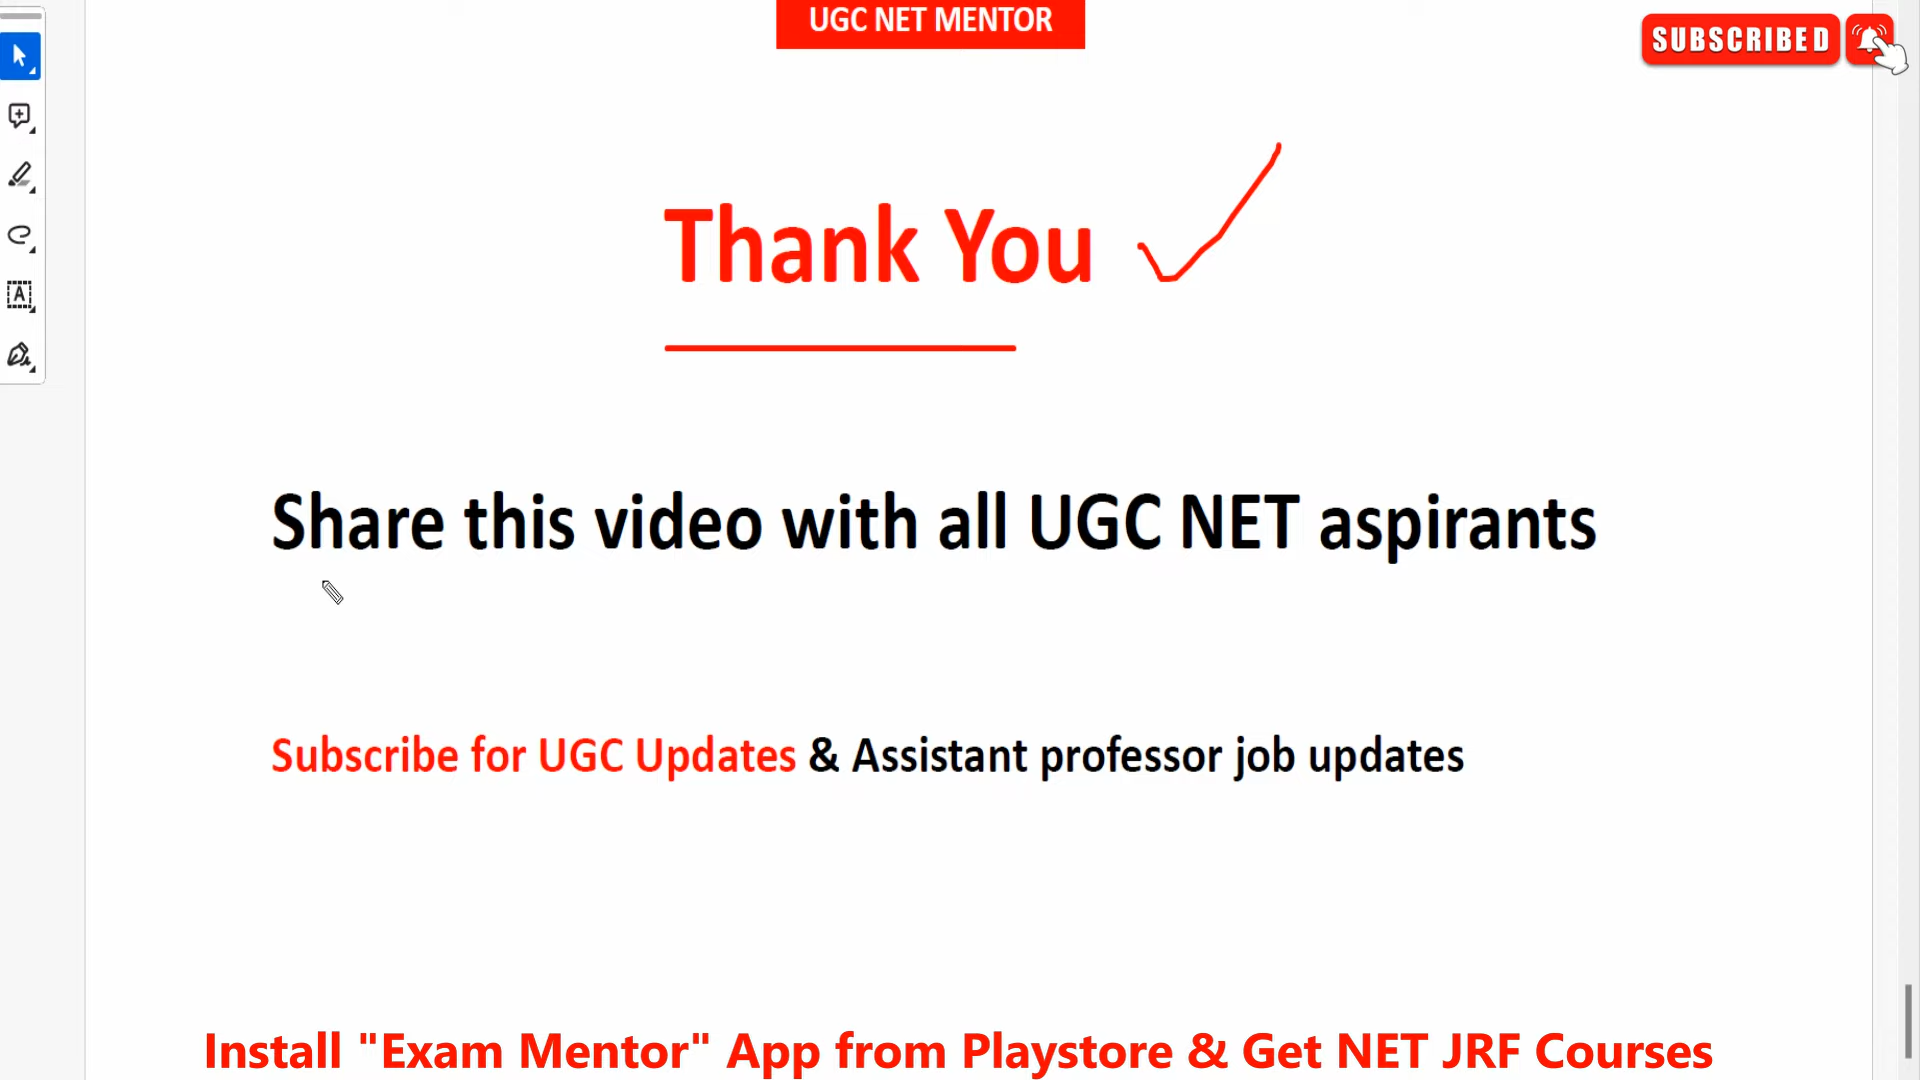 UGC NET MENTOR
SUBSCRIBED
Thank You
Share this video with all UGC NET aspirants
Subscribe for UGC Updates & Assistant professor job updates
Install "Exam Mentor" App from Playstore & Get NET JRF Courses